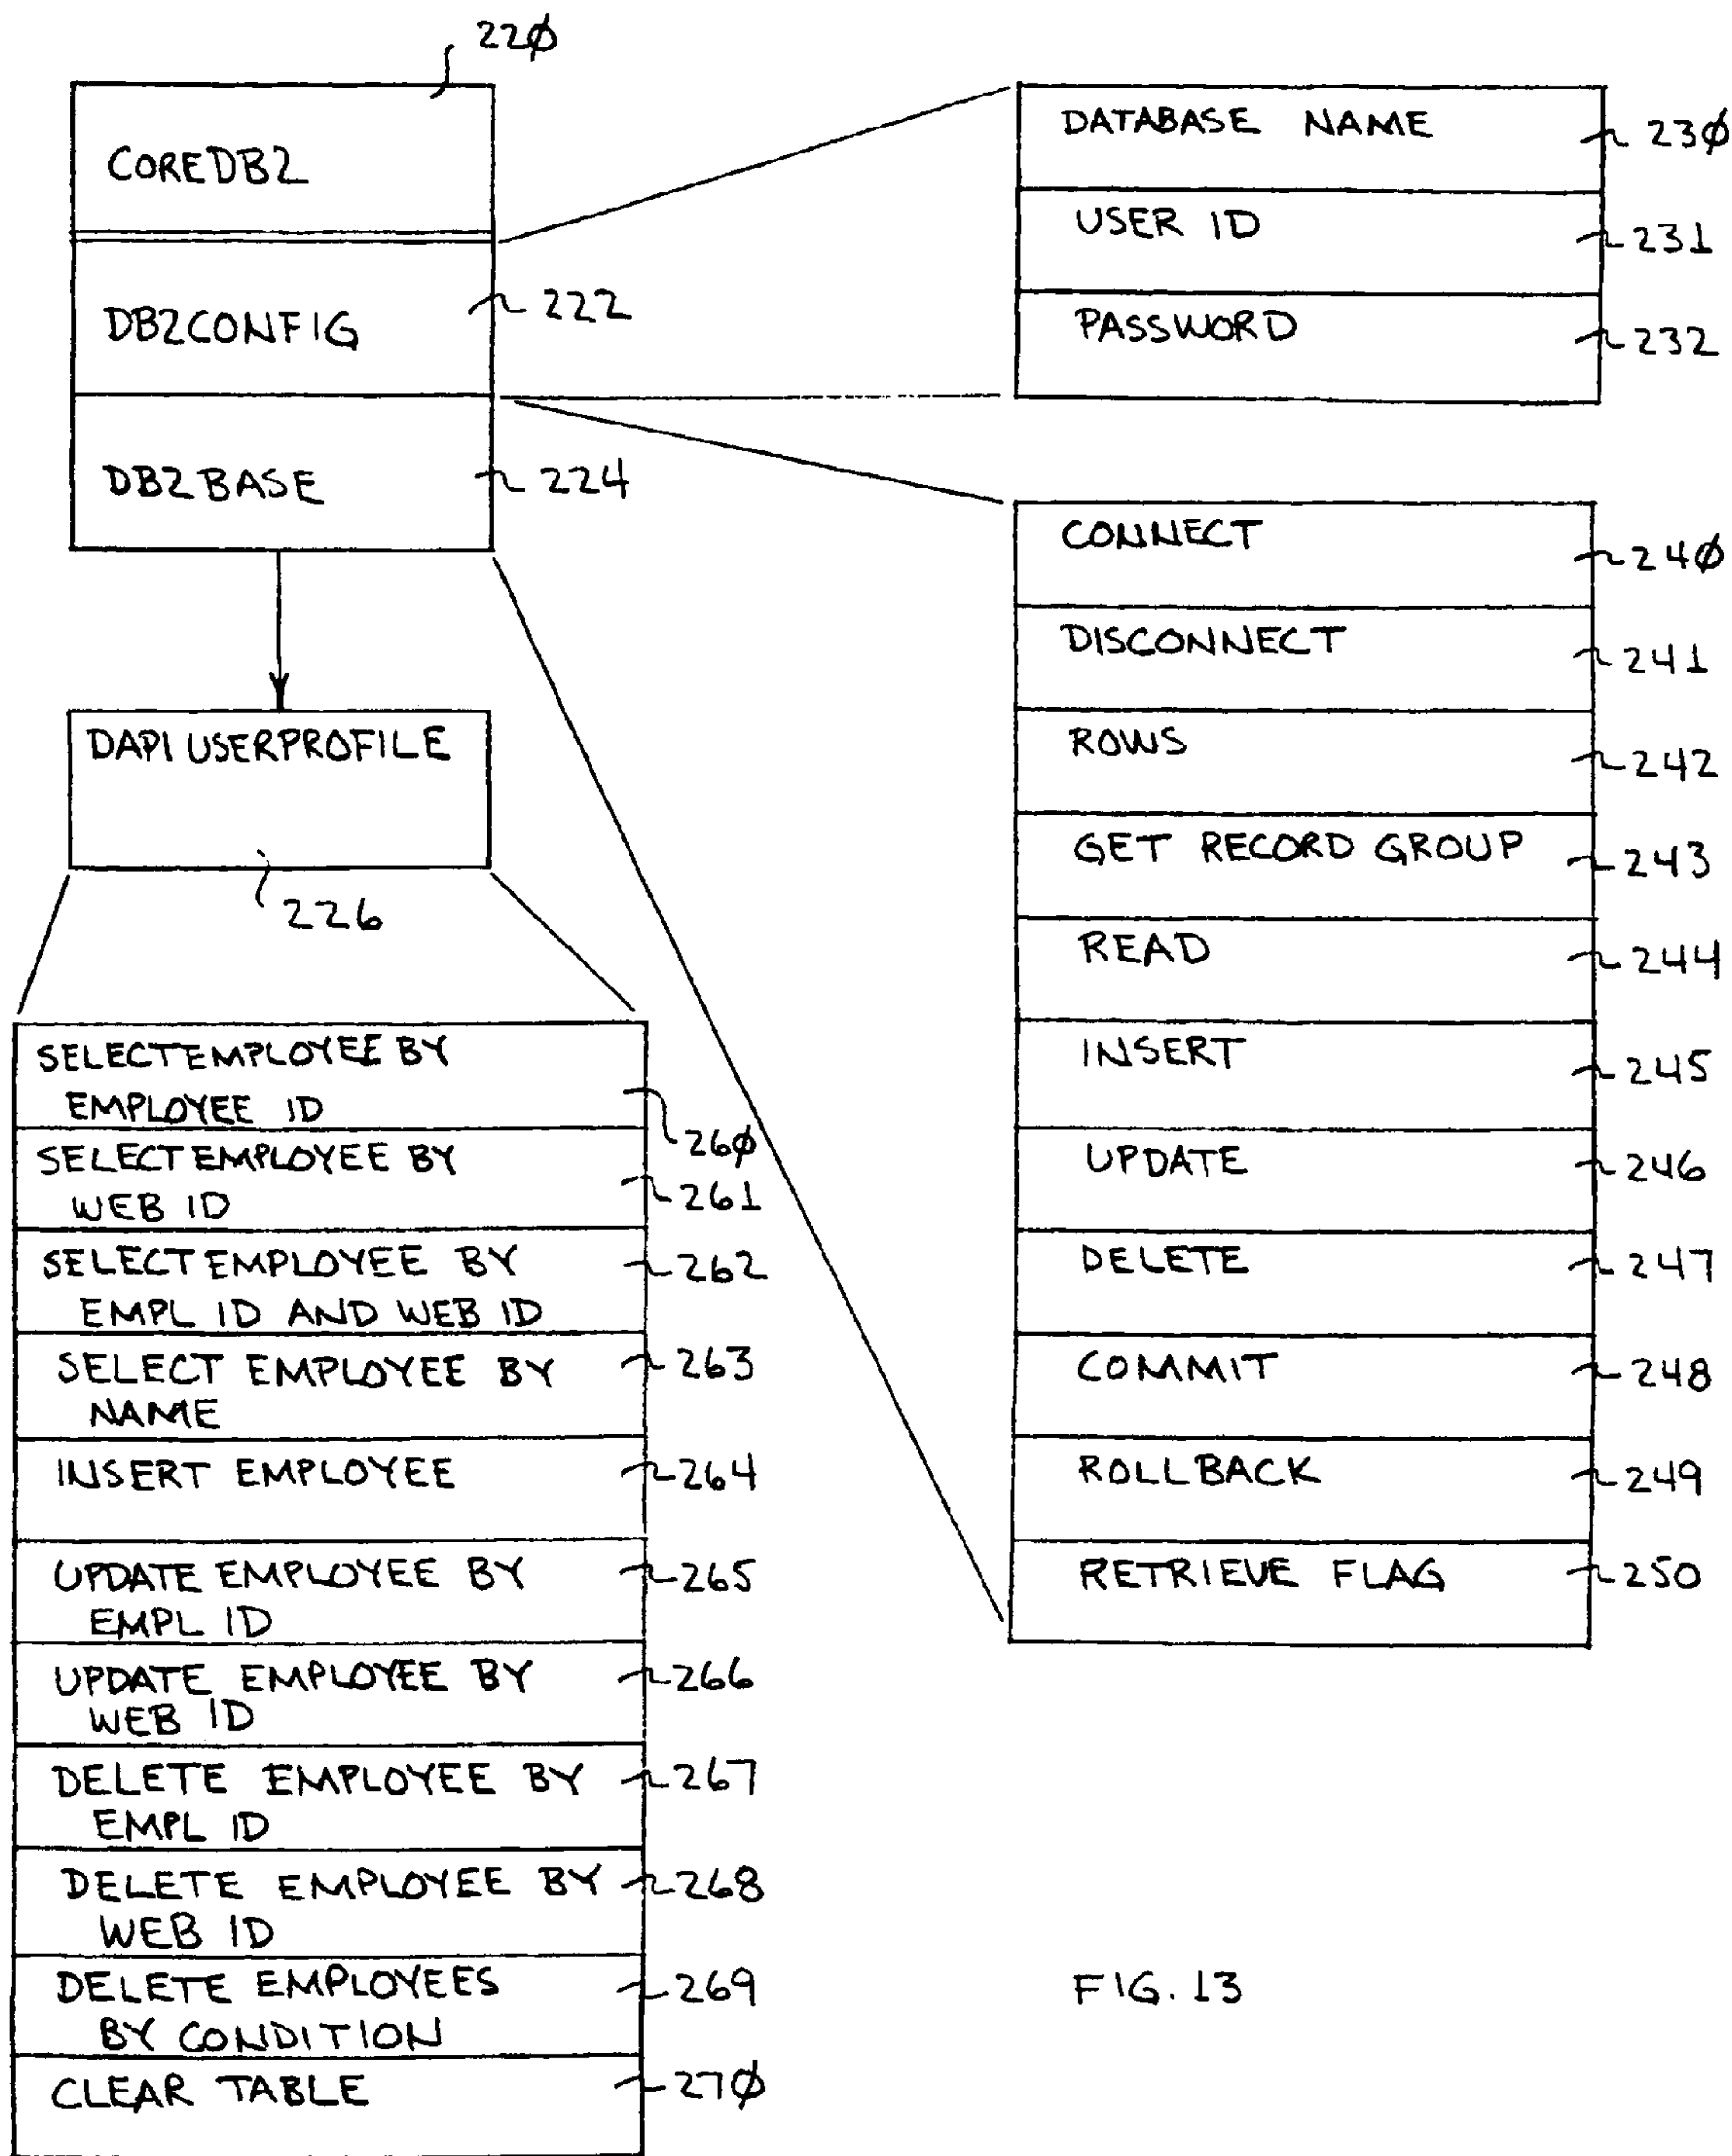 220
COREDB2
DB2CONFIG
222
DB2BASE
224
DATABASE NAME
230
USER ID
231
PASSWORD
232
CONNECT
240
DISCONNECT
241
ROWS
242
GET RECORD GROUP
243
READ
244
INSERT
245
UPDATE
246
DELETE
247
COMMIT
248
ROLLBACK
249
RETRIEVE FLAG
250
DAPIUSERPROFILE
226
SELECTEMPLOYEE BY
EMPLOYEE ID
260
SELECTEMPLOYEE BY
WEB ID
261
SELECTEMPLOYEE BY
EMPL ID AND WEB ID
262
SELECT EMPLOYEE BY
NAME
263
INSERT EMPLOYEE
264
UPDATE EMPLOYEE BY
EMPL ID
265
UPDATE EMPLOYEE BY
WEB ID
266
DELETE EMPLOYEE BY
EMPL ID
267
DELETE EMPLOYEE BY
WEB ID
268
DELETE EMPLOYEES
BY CONDITION
269
CLEAR TABLE
270
FIG. 13